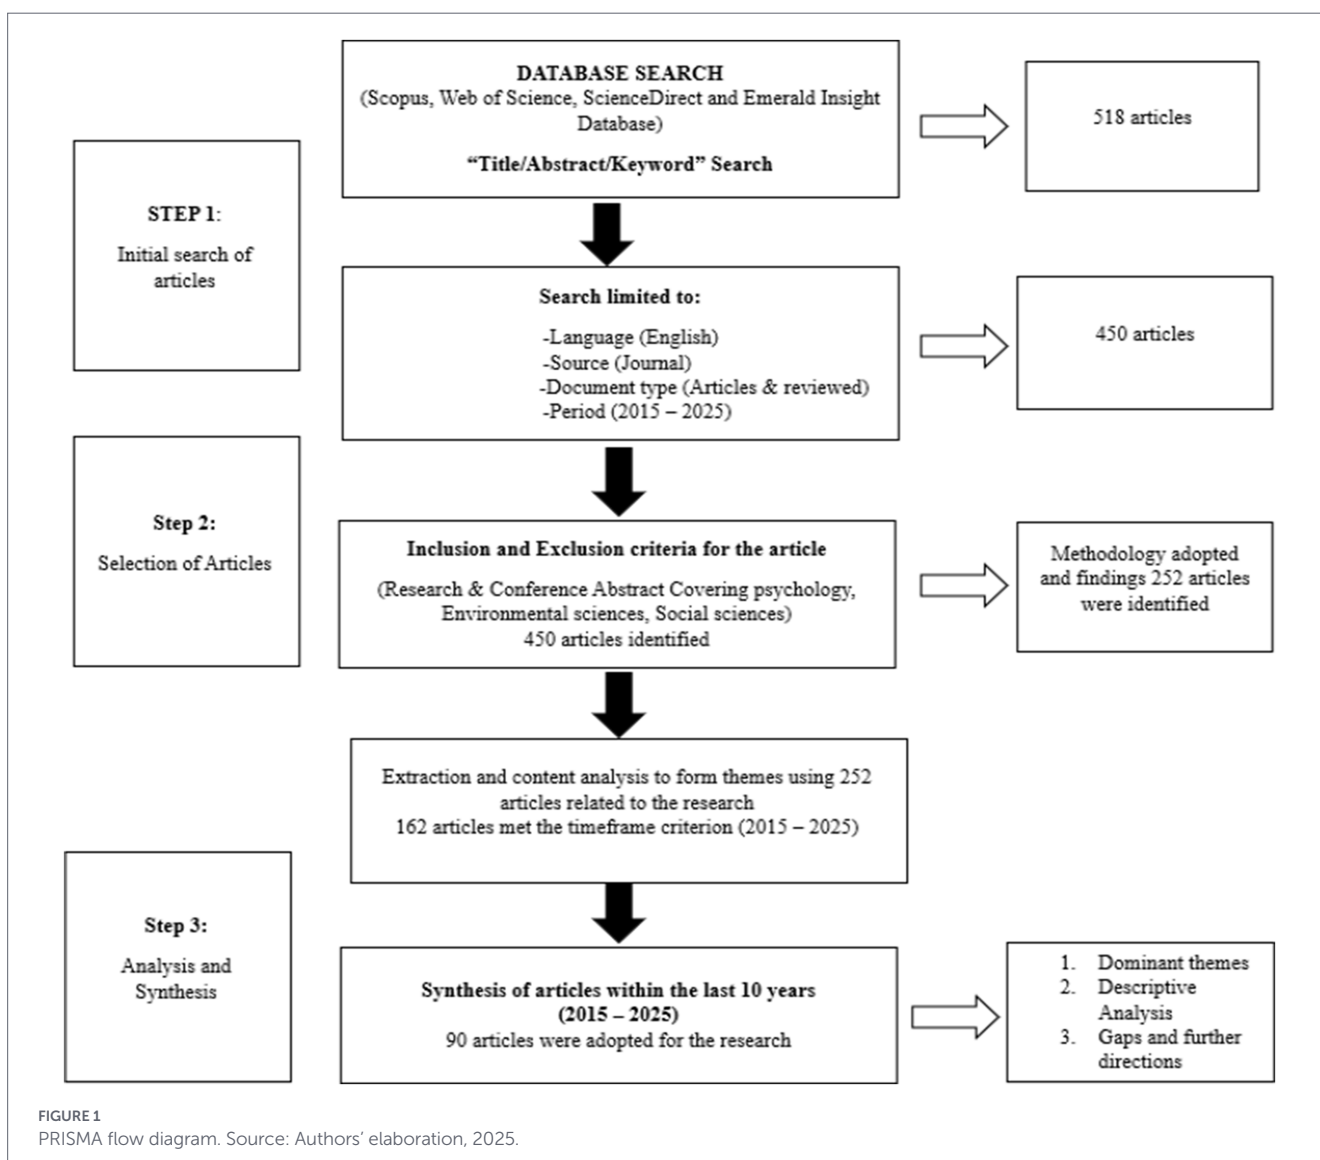 DATABASE SEARCH
(Scopus, Web of Science, ScienceDirect and Emerald Insight
Database)
“Title/Abstract/Keyword” Search
518 articles
STEP 1:
Initial search of
articles
Search limited to:
-Language (English)
-Source (Journal)
-Document type (Articles & reviewed)
-Period (2015 – 2025)
450 articles
Step 2:
Selection of Articles
Inclusion and Exclusion criteria for the article
(Research & Conference Abstract Covering psychology,
Environmental sciences, Social sciences)
450 articles identified
Methodology adopted
and findings 252 articles
were identified
Extraction and content analysis to form themes using 252
articles related to the research
162 articles met the timeframe criterion (2015 – 2025)
Step 3:
Analysis and
Synthesis
Synthesis of articles within the last 10 years
(2015 – 2025)
90 articles were adopted for the research
1. Dominant themes
2. Descriptive
Analysis
3. Gaps and further
directions
FIGURE 1
PRISMA flow diagram. Source: Authors’ elaboration, 2025.